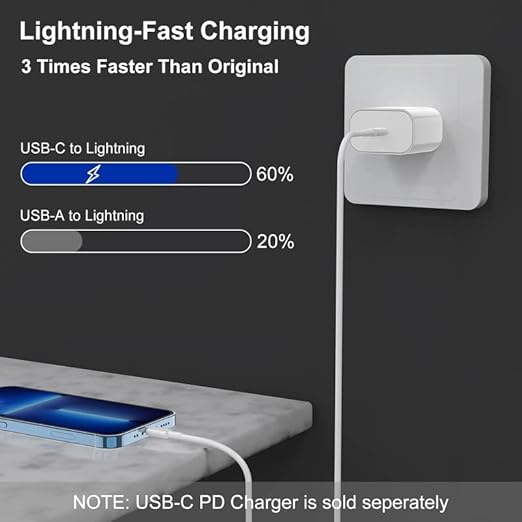 Lightning-Fast Charging
3 Times Faster Than Original
USB-C to Lightning
60%
USB-A to Lightning
20%
NOTE: USB-C PD Charger is sold seperately